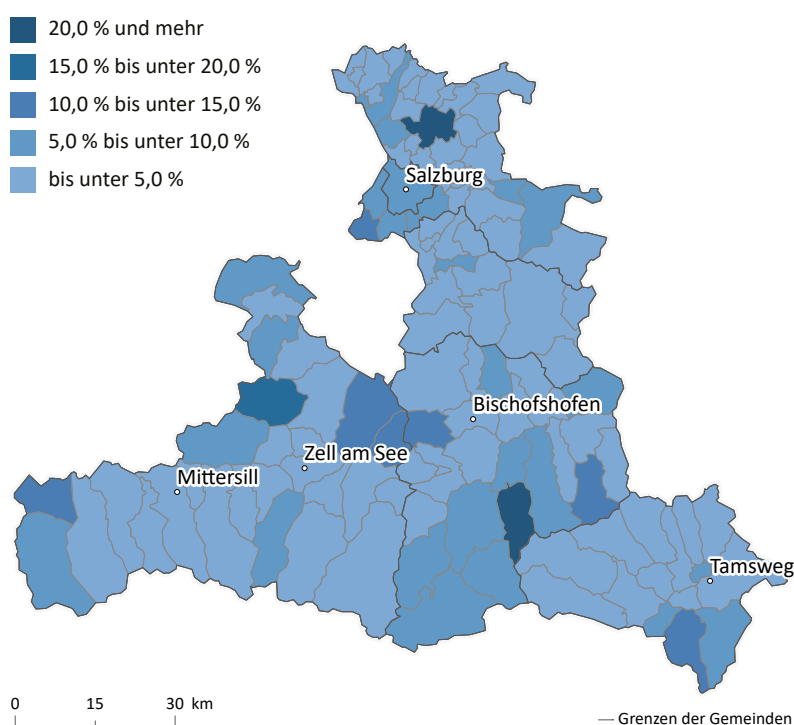 20,0 % und mehr
15,0 % bis unter 20,0 %
10,0 % bis unter 15,0 %
5,0 % bis unter 10,0 %
bis unter 5,0 %
Salzburg
Bischofshofen
Zell am See
Mittersill
Tamsweg
0 15 30 km
Grenzen der Gemeinden